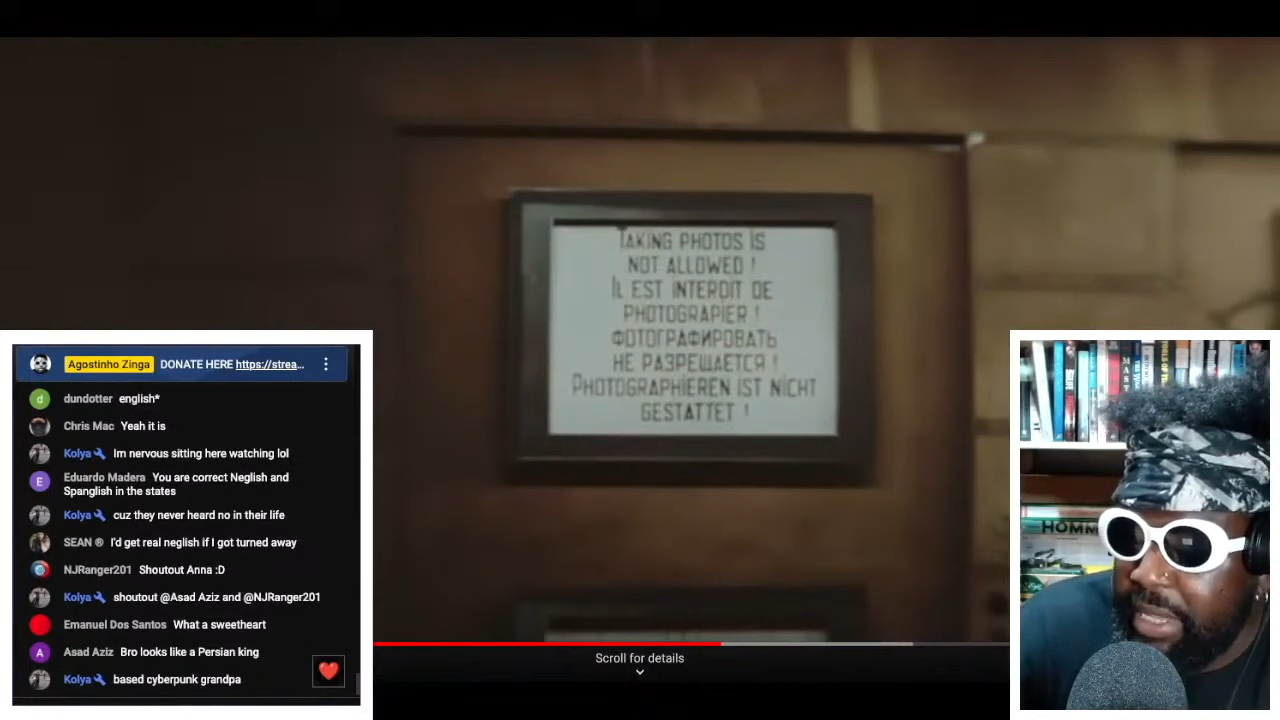 TAKING PHOTOS IS
NOT ALLOWED !
IL EST INTERDIT DE
PHOTOGRAPIER !
ФОТОГРАФИРОВАТЬ
НЕ РАЗРЕШАЕТСЯ !
PHOTOGRAPHIEREN IST NICHT
GESTATTET !
Agostinho Zinga DONATE HERE https://strea...
dundotter english*
Chris Mac Yeah it is
Kolya Im nervous sitting here watching lol
Eduardo Madera You are correct Neglish and
Spanglish in the states
Kolya cuz they never heard no in their life
SEAN ® I'd get real neglish if I got turned away
NJRanger201 Shoutout Anna :D
Kolya shoutout @Asad Aziz and @NJRanger201
Emanuel Dos Santos What a sweetheart
Asad Aziz Bro looks like a Persian king
Kolya based cyberpunk grandpa
Scroll for details
HOMM